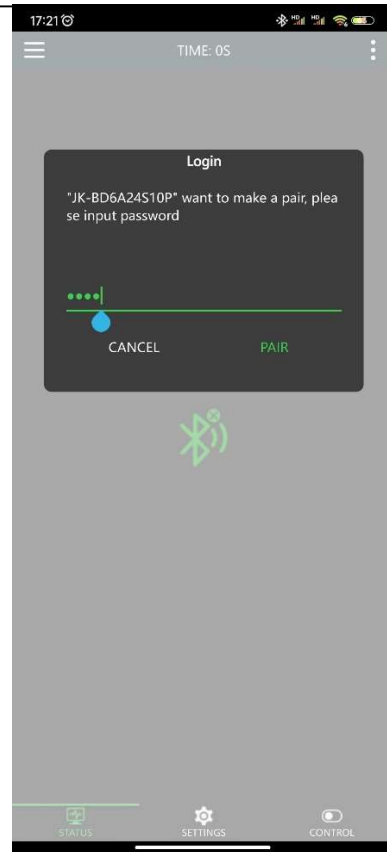 17:21
TIME: 0S
Login
"JK-BD6A24S10P" want to make a pair, plea
se input password
••••
CANCEL
PAIR
STATUS
SETTINGS
CONTROL